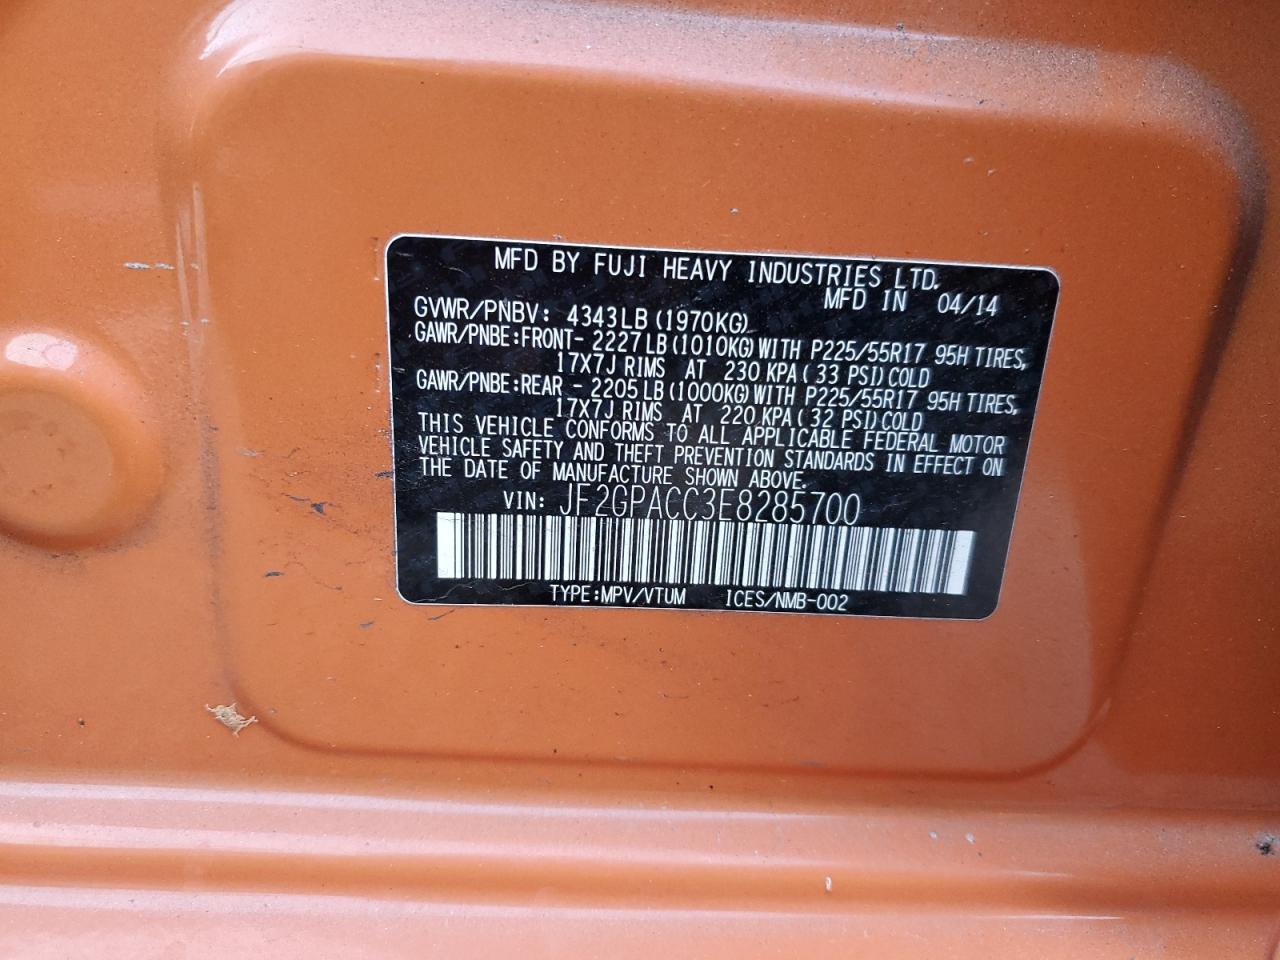 MFD BY FUJI HEAVY INDUSTRIES LTD.
MFD IN 04/14
GVWR/PNBV: 4343LB (1970KG)
GAWR/PNBE:FRONT- 2227LB (1010KG) WITH P225/55R17 95H TIRES,
17X7J RIMS AT 230 KPA ( 33 PSI) COLD
GAWR/PNBE:REAR - 2205LB (1000KG) WITH P225/55R17 95H TIRES,
17X7J RIMS AT 220 KPA ( 32 PSI) COLD
THIS VEHICLE CONFORMS TO ALL APPLICABLE FEDERAL MOTOR
VEHICLE SAFETY AND THEFT PREVENTION STANDARDS IN EFFECT ON
THE DATE OF MANUFACTURE SHOWN ABOVE.
VIN: JF2GPACC3E8285700
TYPE:MPV/VTUM ICES/NMB-002